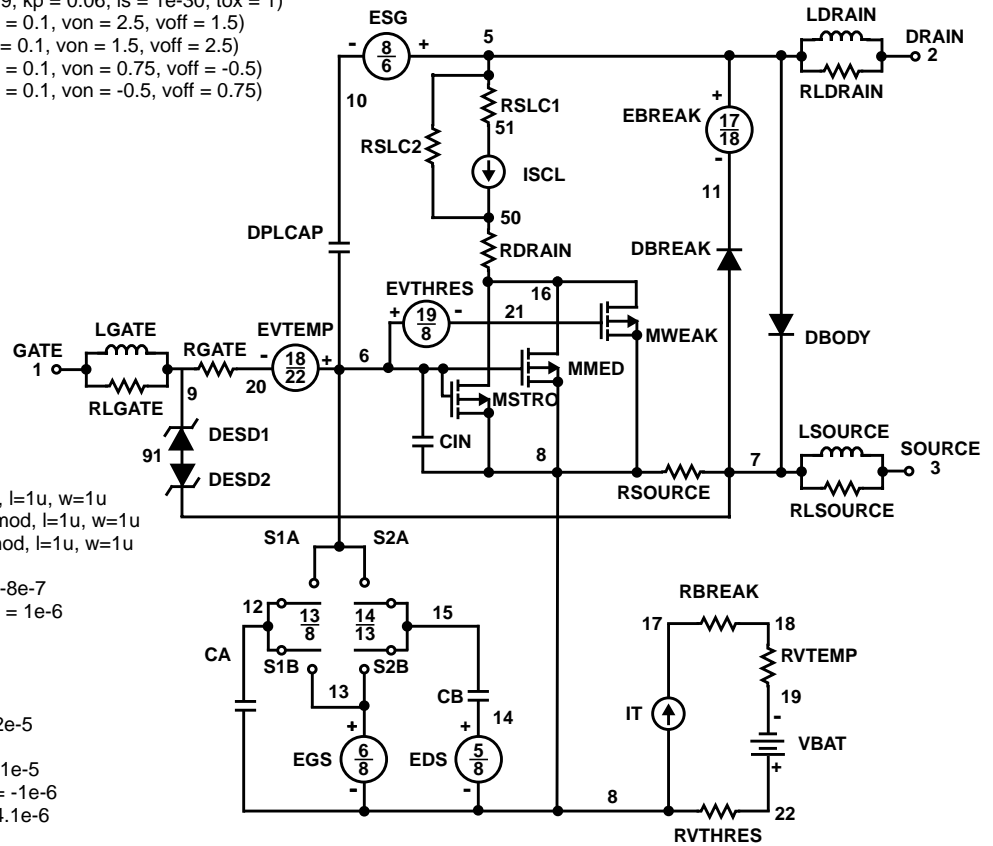 9, kp = 0.06, is = 1e-30, tox = 1)
= 0.1, von = 2.5, voff = 1.5)
= 0.1, von = 1.5, voff = 2.5)
= 0.1, von = 0.75, voff = -0.5)
= 0.1, von = -0.5, voff = 0.75)
ESG
- 8/6 +
5
10
LDRAIN
DRAIN
2
RLDRAIN
RSLC1
51
RSLC2
ISCL
50
EBREAK
+ 17/18 -
11
DPLCAP
RDRAIN
DBREAK
EVTHRES
+ 19/8 -
16
21
MWEAK
DBODY
LGATE
GATE
1
RLGATE
RGATE
EVTEMP
- 18/22 +
9
20
6
MMED
MSTRO
DESD1
91
DESD2
CIN
8
RSOURCE
7
LSOURCE
SOURCE
3
RLSOURCE
, l=1u, w=1u
nod, l=1u, w=1u
nod, l=1u, w=1u
-8e-7
= 1e-6
2e-5
1e-5
= -1e-6
4.1e-6
S1A
S2A
12
13/8
14/13
15
CA
S1B
S2B
13
CB
14
EGS
+ 6/8 -
EDS
+ 5/8 -
8
RBREAK
17
18
RVTEMP
19
IT
-
VBAT
+
22
RVTHRES